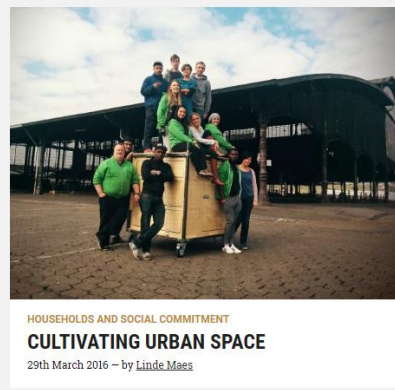 HOUSEHOLDS AND SOCIAL COMMITMENT
CULTIVATING URBAN SPACE
29th March 2016 — by Linde Maes